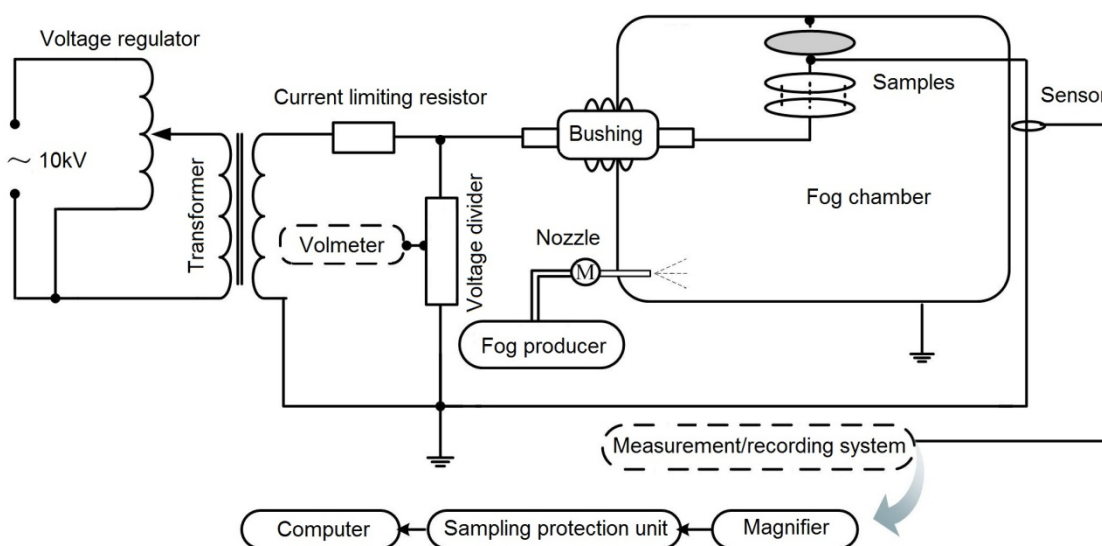 Voltage regulator
Current limiting resistor
Samples
Sensor
Bushing
~ 10kV
Transformer
Fog chamber
Volmeter
Voltage divider
Nozzle
M
Fog producer
Measurement/recording system
Computer
Sampling protection unit
Magnifier